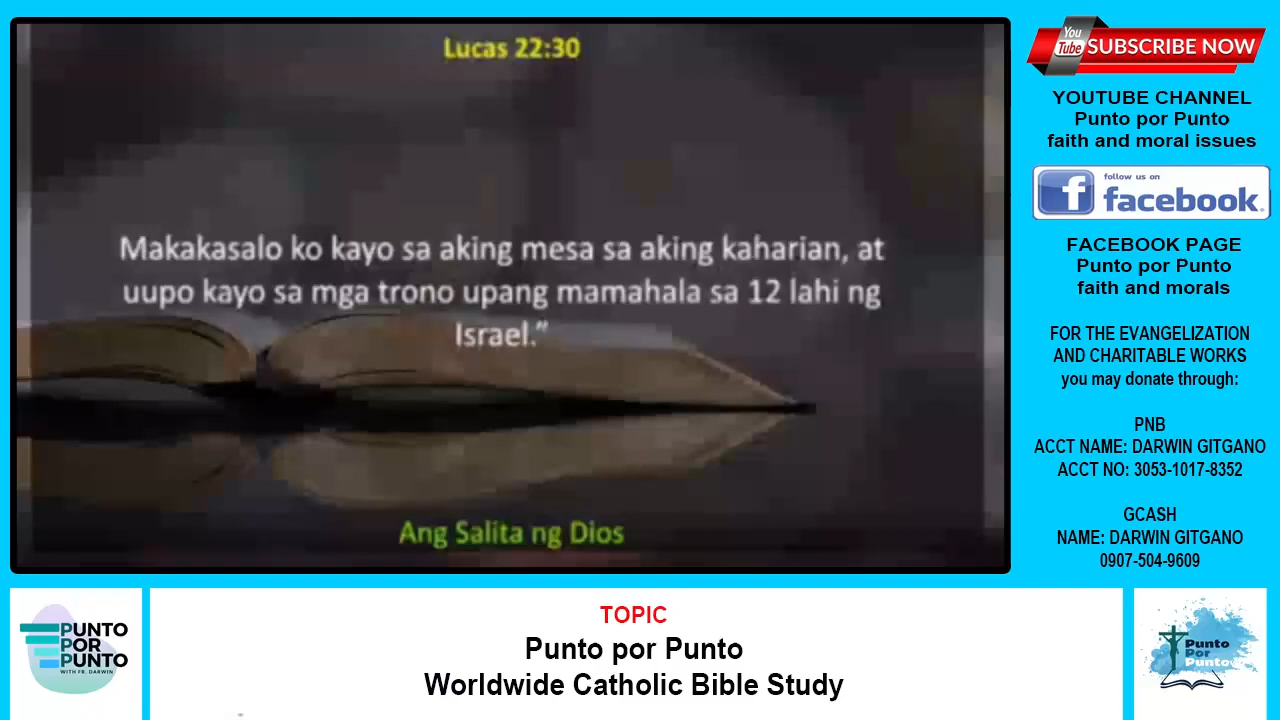 Lucas 22:30
Makakasalo ko kayo sa aking mesa sa aking kaharian, at
uupo kayo sa mga trono upang mamahala sa 12 lahi ng
Israel.”
Ang Salita ng Dios
You
Tube
SUBSCRIBE NOW
YOUTUBE CHANNEL
Punto por Punto
faith and moral issues
follow us on
facebook.
FACEBOOK PAGE
Punto por Punto
faith and morals
FOR THE EVANGELIZATION
AND CHARITABLE WORKS
you may donate through:
PNB
ACCT NAME: DARWIN GITGANO
ACCT NO: 3053-1017-8352
GCASH
NAME: DARWIN GITGANO
0907-504-9609
PUNTO
POR
PUNTO
WITH FR. DARWIN
TOPIC
Punto por Punto
Worldwide Catholic Bible Study
Punto
Por
Punto